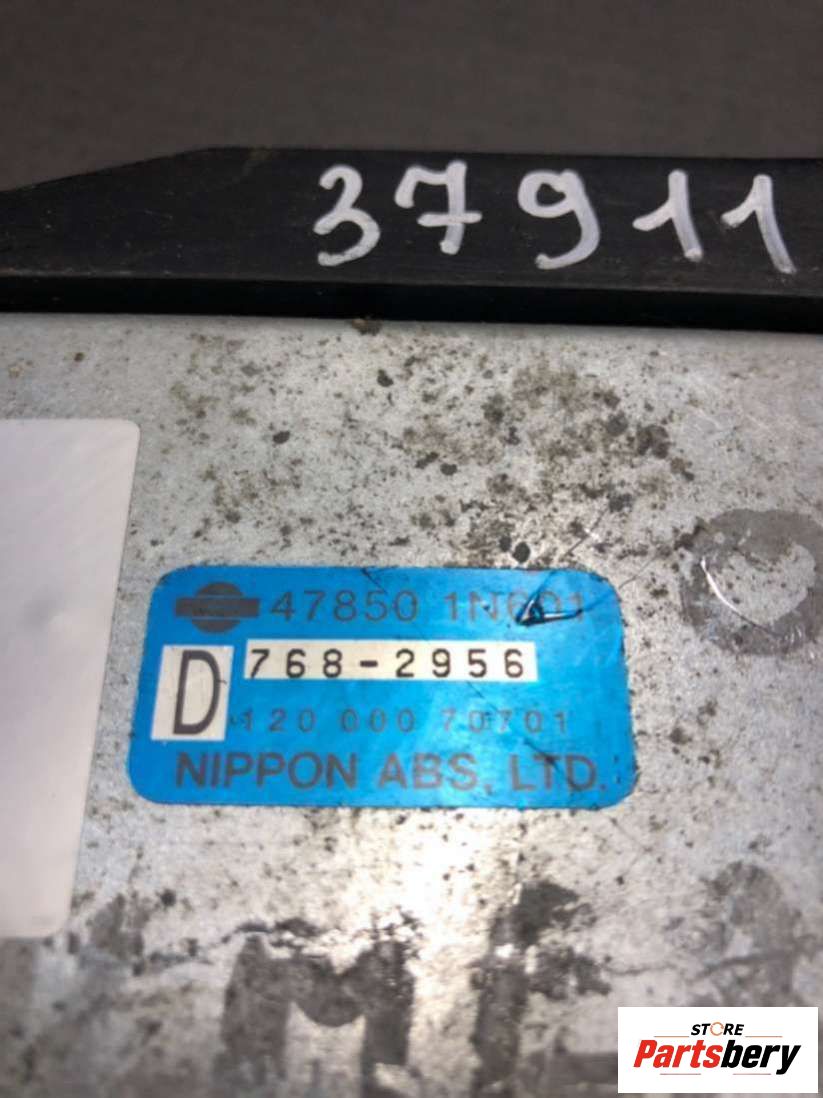 37911
47850 1N601
D
768-2956
120 000 70701
NIPPON ABS, LTD.
STORE
Partsbery